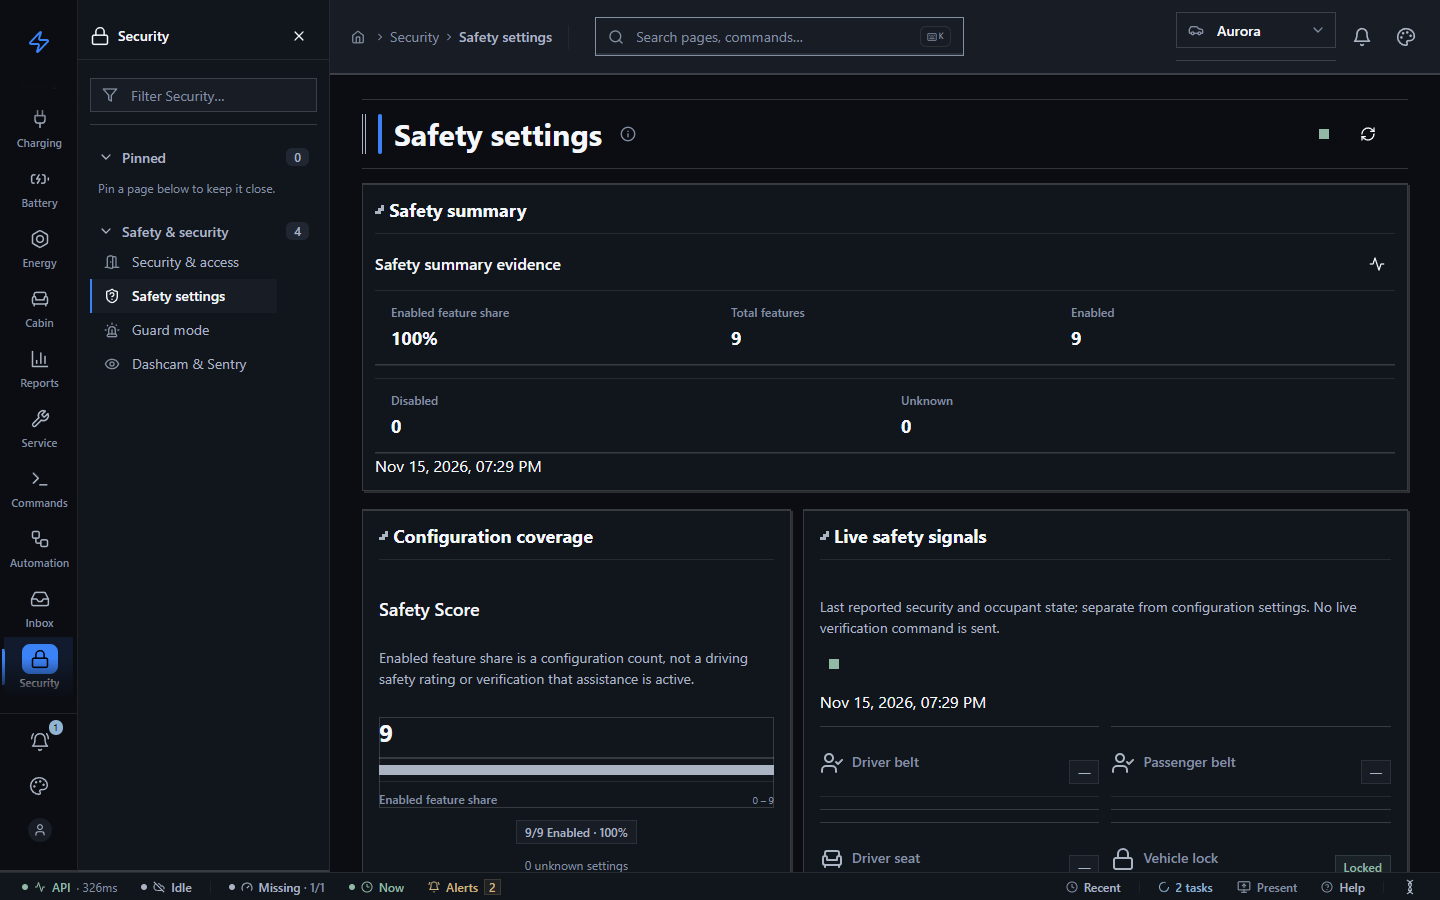 Security
Filter Security...
Pinned
0
Pin a page below to keep it close.
Safety & security
4
Security & access
Safety settings
Guard mode
Dashcam & Sentry
Charging
Battery
Energy
Cabin
Reports
Service
Commands
Automation
Inbox
Security
1
Security
Safety settings
Search pages, commands...
K
Aurora
Safety settings
Safety summary
Safety summary evidence
Enabled feature share
100%
Total features
9
Enabled
9
Disabled
0
Unknown
0
Nov 15, 2026, 07:29 PM
Configuration coverage
Safety Score
Enabled feature share is a configuration count, not a driving
safety rating or verification that assistance is active.
9
Enabled feature share
0 – 9
9/9 Enabled · 100%
0 unknown settings
Live safety signals
Last reported security and occupant state; separate from configuration settings. No live
verification command is sent.
Nov 15, 2026, 07:29 PM
Driver belt
—
Passenger belt
—
Driver seat
—
Vehicle lock
Locked
API · 326ms
Idle
Missing · 1/1
Now
Alerts 2
Recent
2 tasks
Present
Help